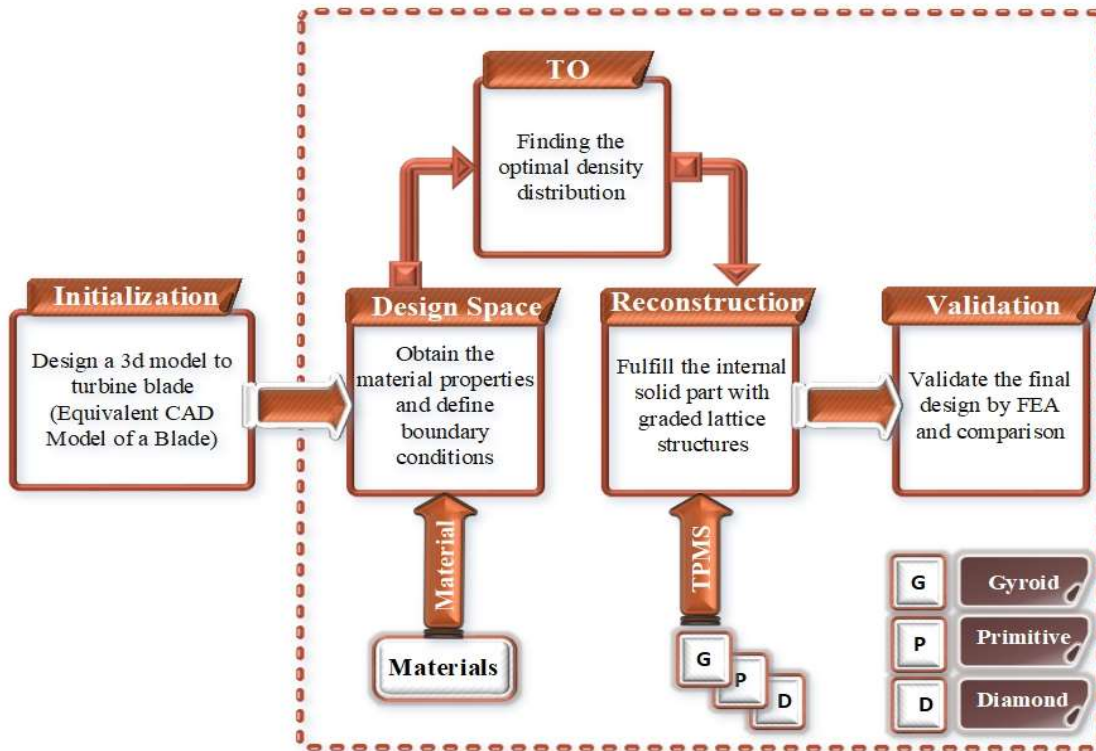 TO
Finding the
optimal density
distribution
Initialization
Design a 3d model to
turbine blade
(Equivalent CAD
Model of a Blade)
Design Space
Obtain the
material properties
and define
boundary
conditions
Reconstruction
Fulfill the internal
solid part with
graded lattice
structures
Validation
Validate the final
design by FEA
and comparison
Material
Materials
TPMS
G
P
D
G
Gyroid
P
Primitive
D
Diamond